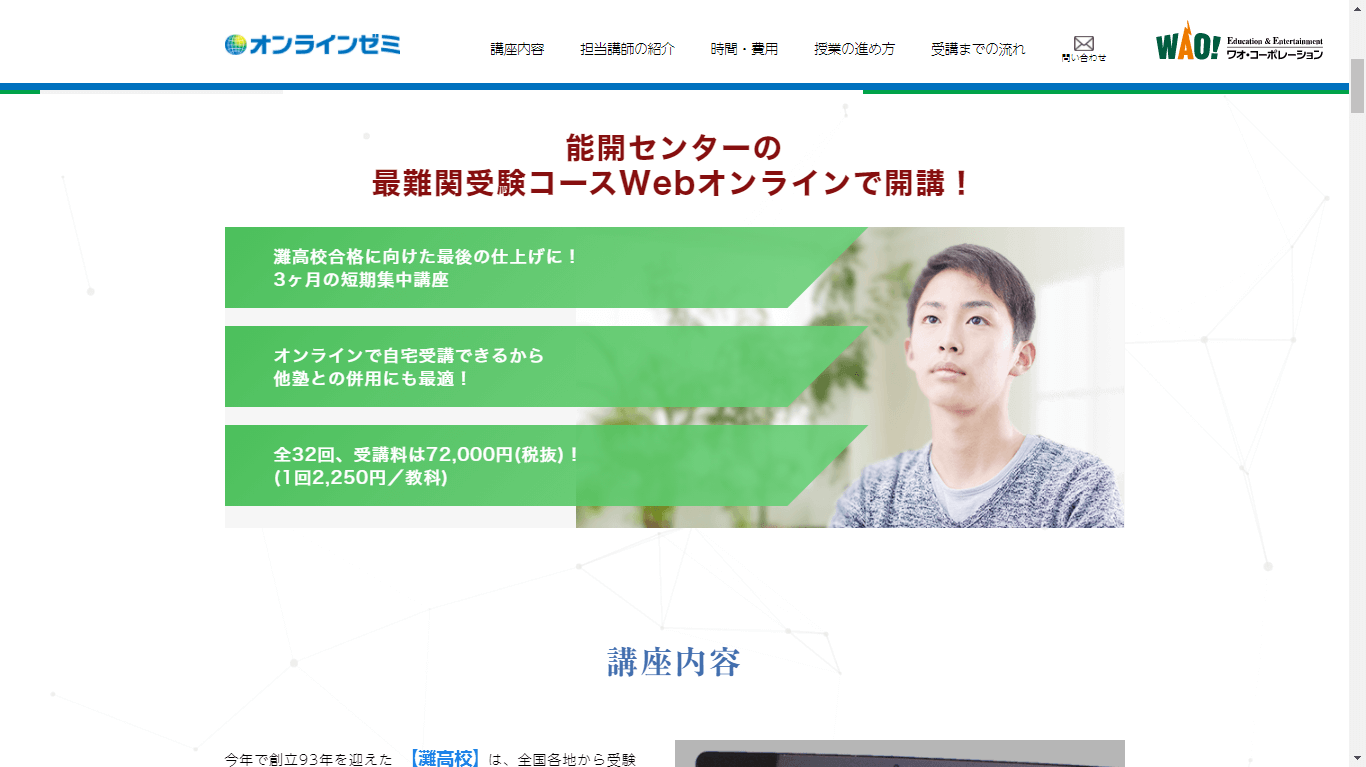 オンラインゼミ
講座内容
担当講師の紹介
時間・費用
授業の進め方
受講までの流れ
問い合わせ
WAO!
Education & Entertainment
ワオ・コーポレーション
能開センターの
最難関受験コースWebオンラインで開講！
灘高校合格に向けた最後の仕上げに！
3ヶ月の短期集中講座
オンラインで自宅受講できるから
他塾との併用にも最適！
全32回、受講料は72,000円(税抜)！
(1回2,250円／教科)
講座内容
今年で創立93年を迎えた 【灘高校】は、全国各地から受験